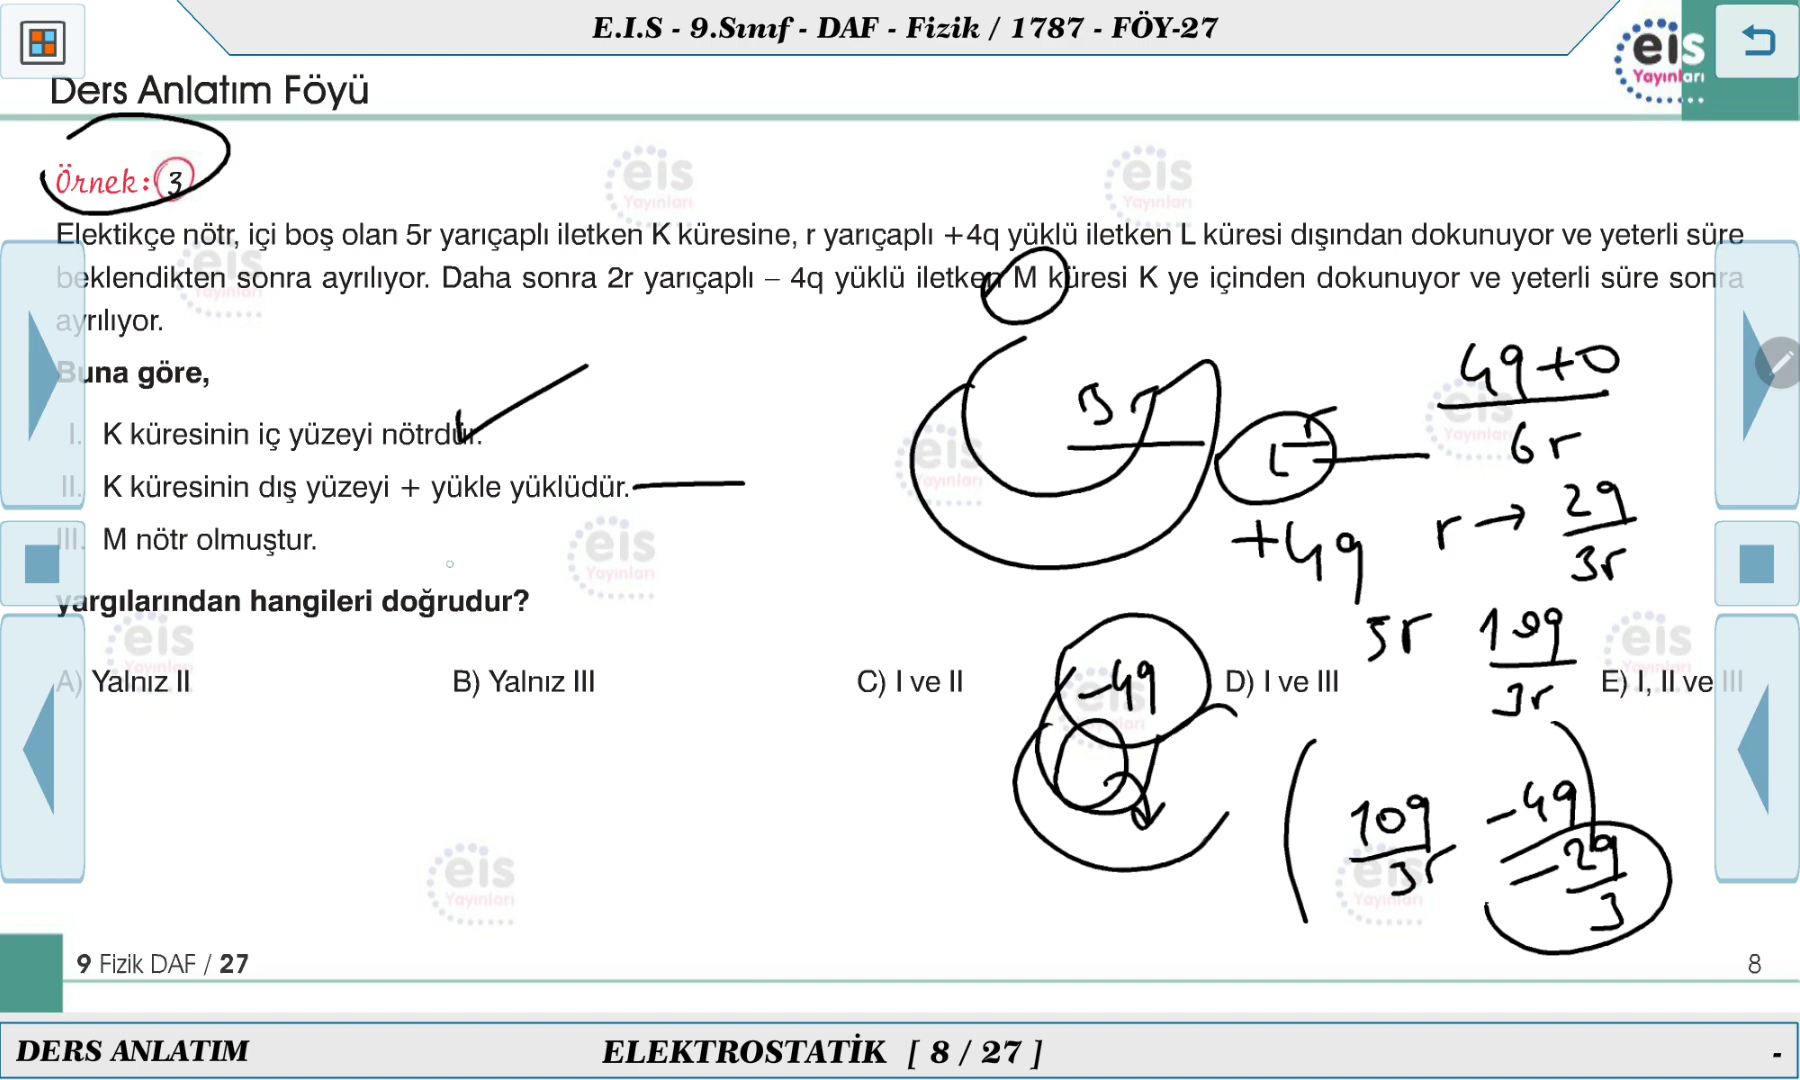 E.I.S - 9.Sınıf - DAF - Fizik / 1787 - FÖY-27
eis
Yayınları
Ders Anlatım Föyü
Örnek: 3
Elektikçe nötr, içi boş olan 5r yarıçaplı iletken K küresine, r yarıçaplı +4q yüklü iletken L küresi dışından dokunuyor ve yeterli süre
beklendikten sonra ayrılıyor. Daha sonra 2r yarıçaplı – 4q yüklü iletken M küresi K ye içinden dokunuyor ve yeterli süre sonra
ayrılıyor.
Buna göre,
I. K küresinin iç yüzeyi nötrdür.
II. K küresinin dış yüzeyi + yükle yüklüdür.
III. M nötr olmuştur.
yargılarından hangileri doğrudur?
A) Yalnız II B) Yalnız III C) I ve II D) I ve III E) I, II ve III
4q+0
6r
L
r
+4q
r → 2q
3r
5r 10q
3r
-4q
10q - 4q
3r
= 2q
3
9 Fizik DAF / 27
8
DERS ANLATIM
ELEKTROSTATİK [ 8 / 27 ]
-